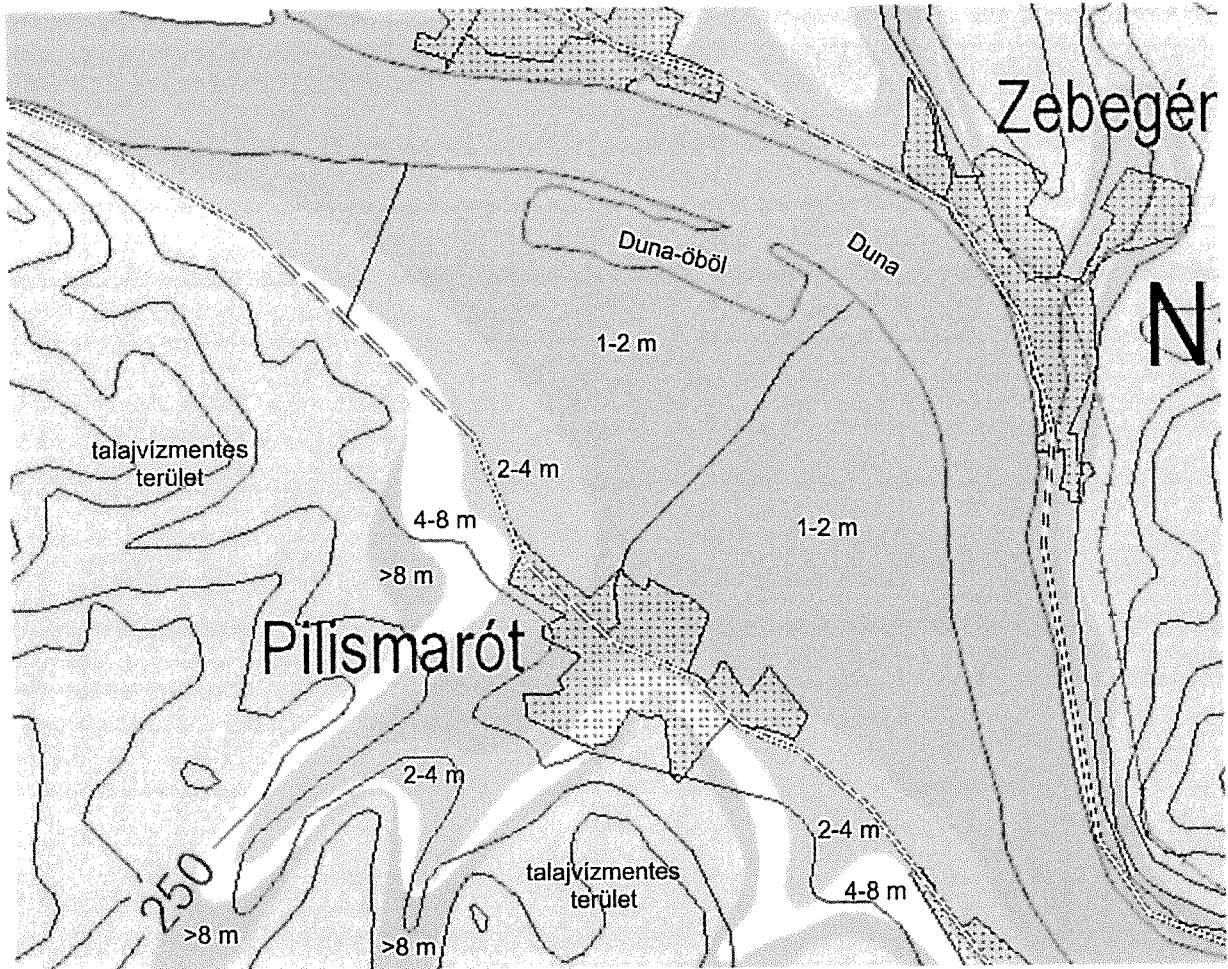 Zebegén
Duna-öböl
Duna
N
1-2 m
talajvízmentes
terület
2-4 m
4-8 m
1-2 m
>8 m
Pilismarót
2-4 m
2-4 m
talajvízmentes
terület
250
4-8 m
>8 m
>8 m